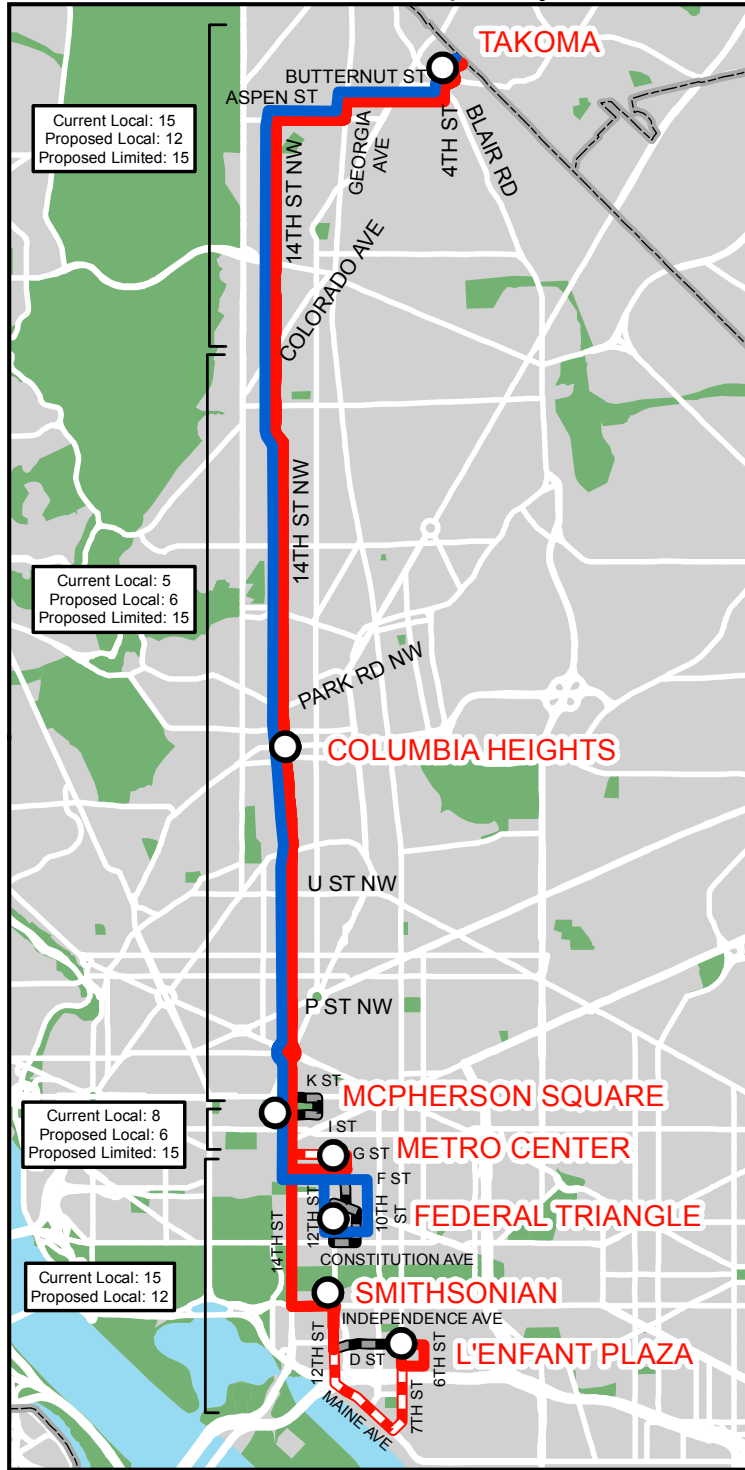 TAKOMA
BUTTERNUT ST
ASPEN ST
GEORGIA
AVE
4TH ST
BLAIR RD
Current Local: 15
Proposed Local: 12
Proposed Limited: 15
14TH ST NW
COLORADO AVE
14TH ST NW
Current Local: 5
Proposed Local: 6
Proposed Limited: 15
PARK RD NW
COLUMBIA HEIGHTS
U ST NW
P ST NW
K ST
MCPHERSON SQUARE
Current Local: 8
Proposed Local: 6
Proposed Limited: 15
I ST
G ST
METRO CENTER
F ST
12TH ST
10TH
ST
FEDERAL TRIANGLE
14TH ST
CONSTITUTION AVE
Current Local: 15
Proposed Local: 12
SMITHSONIAN
INDEPENDENCE AVE
12TH ST
D ST
6TH ST
L'ENFANT PLAZA
7TH ST
MAINE AVE